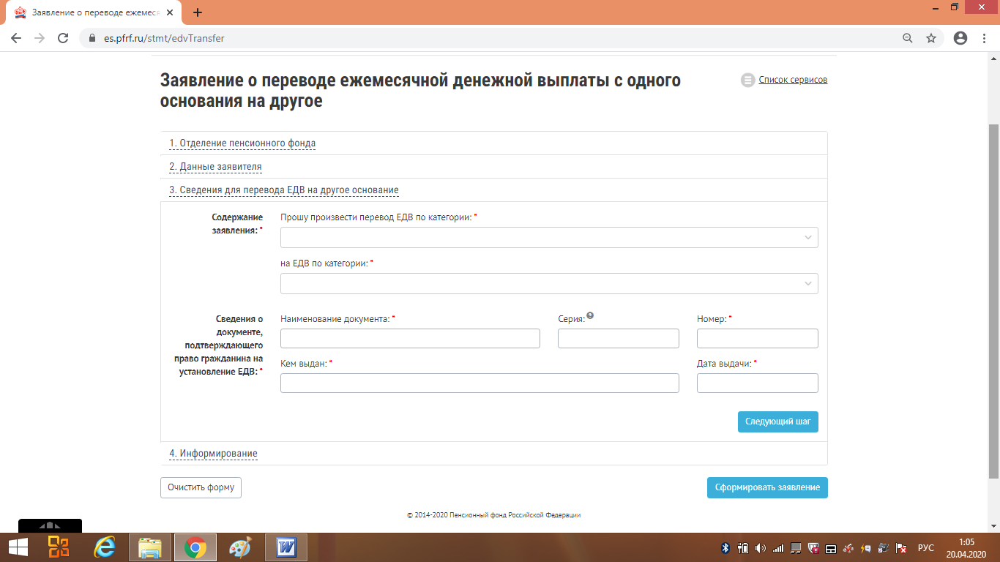 Заявление о переводе ежемеся
es.pfrf.ru/stmt/edvTransfer
Заявление о переводе ежемесячной денежной выплаты с одного
основания на другое
Список сервисов
1. Отделение пенсионного фонда
2. Данные заявителя
3. Сведения для перевода ЕДВ на другое основание
Содержание
заявления: *
Прошу произвести перевод ЕДВ по категории: *
на ЕДВ по категории: *
Сведения о
документе,
подтверждающего
право гражданина на
установление ЕДВ: *
Наименование документа: *
Серия:
Номер: *
Кем выдан: *
Дата выдачи: *
Следующий шаг
4. Информирование
Очистить форму
Сформировать заявление
© 2014-2020 Пенсионный фонд Российской Федерации
РУС
1:05
20.04.2020